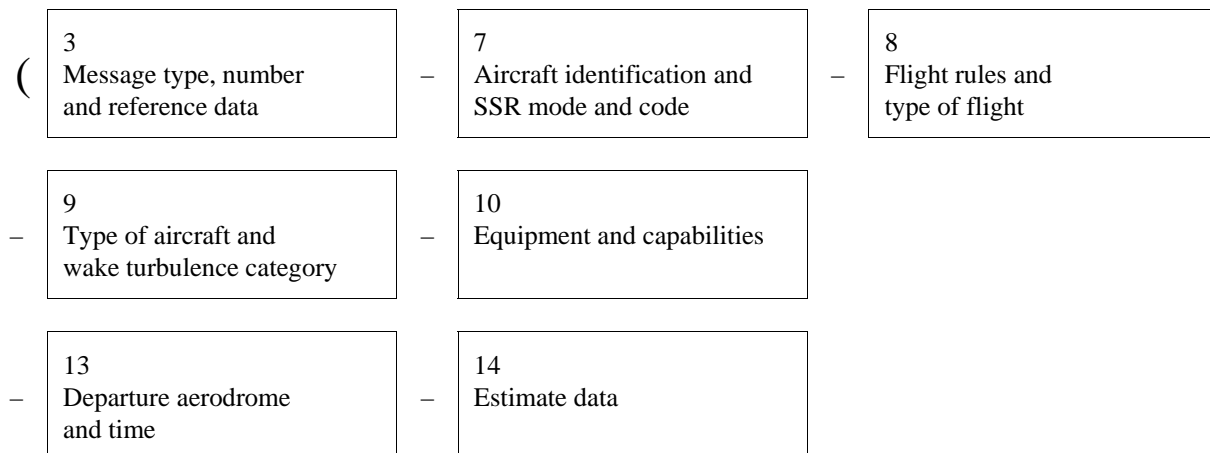 ( 3 – 7 – 8
Message type, number
and reference data
Aircraft identification and
SSR mode and code
Flight rules and
type of flight
– 9
Type of aircraft and
wake turbulence category
– 10
Equipment and capabilities
– 13
Departure aerodrome
and time
– 14
Estimate data